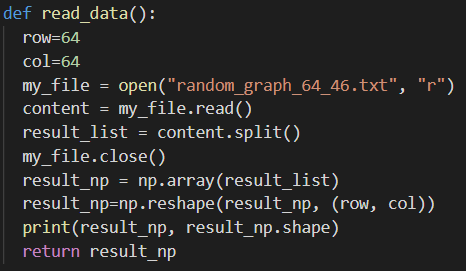 def read_data():
  row=64
  col=64
  my_file = open("random_graph_64_46.txt", "r")
  content = my_file.read()
  result_list = content.split()
  my_file.close()
  result_np = np.array(result_list)
  result_np=np.reshape(result_np, (row, col))
  print(result_np, result_np.shape)
  return result_np